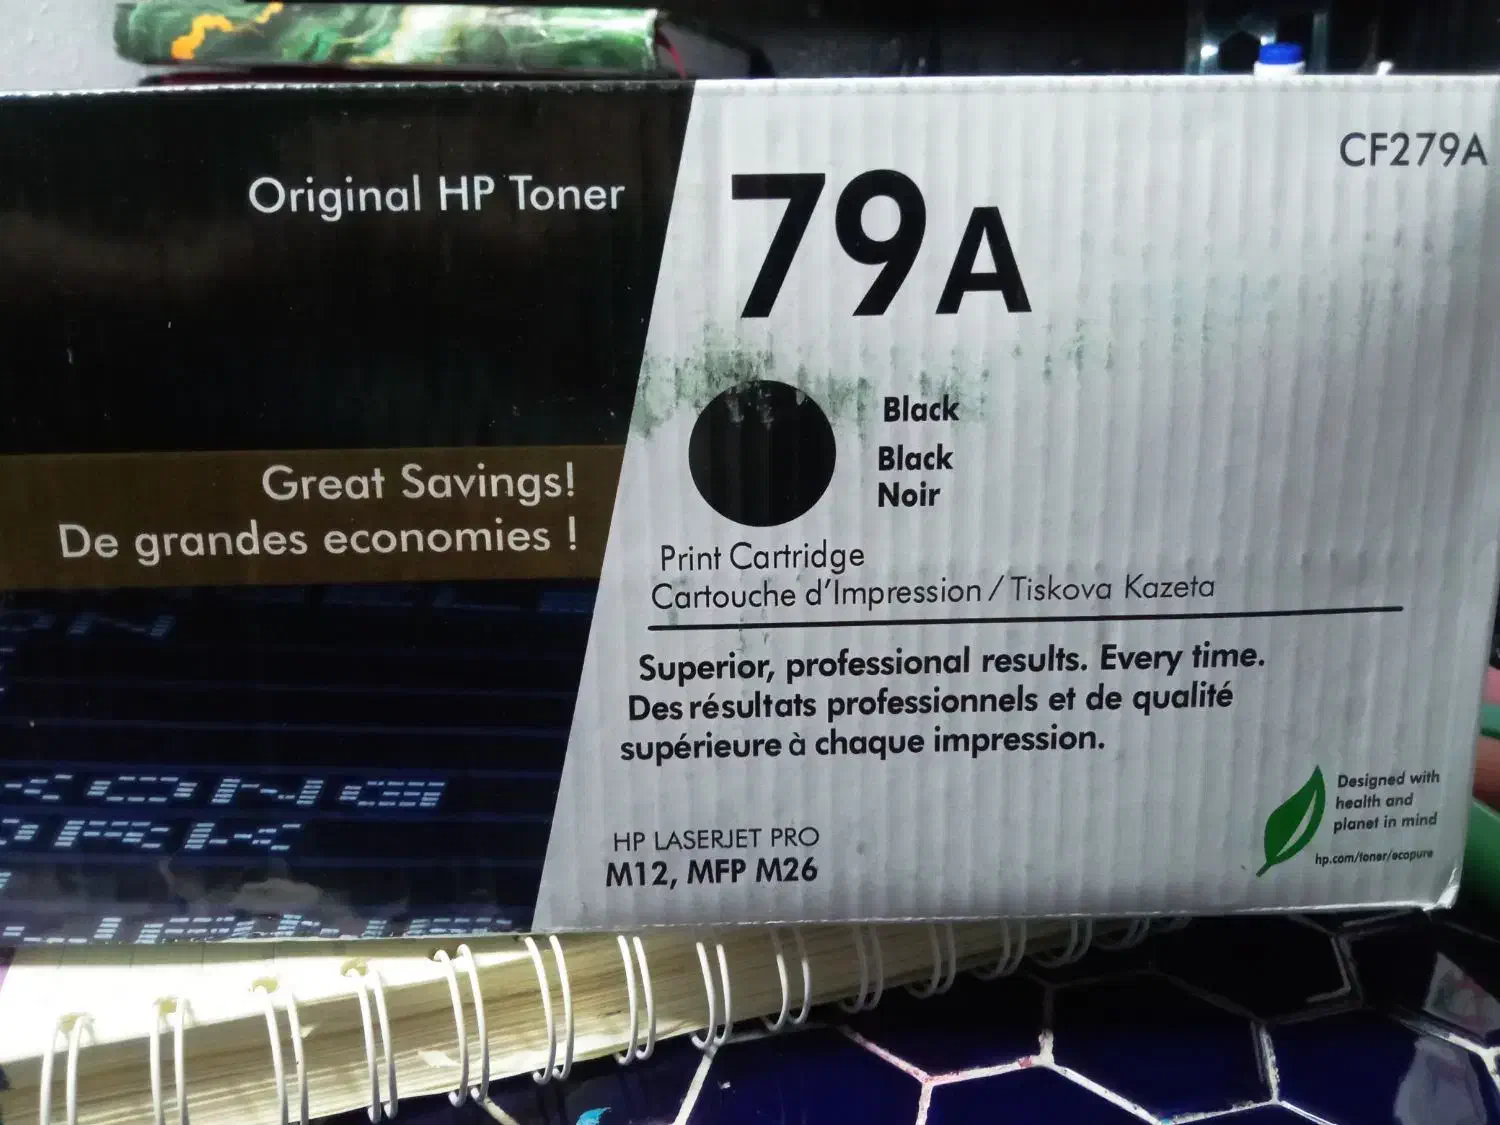 Original HP Toner
Great Savings!
De grandes economies !
CF279A
79A
Black
Black
Noir
Print Cartridge
Cartouche d'Impression / Tiskova Kazeta
Superior, professional results. Every time.
Des résultats professionnels et de qualité
supérieure à chaque impression.
HP LASERJET PRO
M12, MFP M26
Designed with
health and
planet in mind
hp.com/toner/ecopure